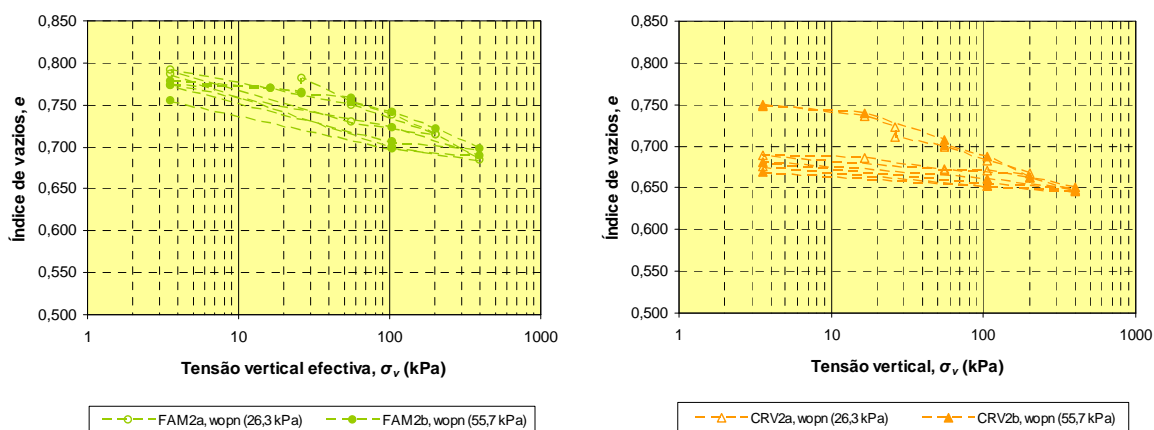 0,850
0,800
0,750
0,700
0,650
0,600
0,550
0,500
Índice de vazios, e
1 10 100 1000
Tensão vertical efectiva, σv (kPa)
FAM2a, wopn (26,3 kPa) FAM2b, wopn (55,7 kPa)
0,850
0,800
0,750
0,700
0,650
0,600
0,550
0,500
Índice de vazios, e
1 10 100 1000
Tensão vertical, σv (kPa)
CRV2a, wopn (26,3 kPa) CRV2b, wopn (55,7 kPa)